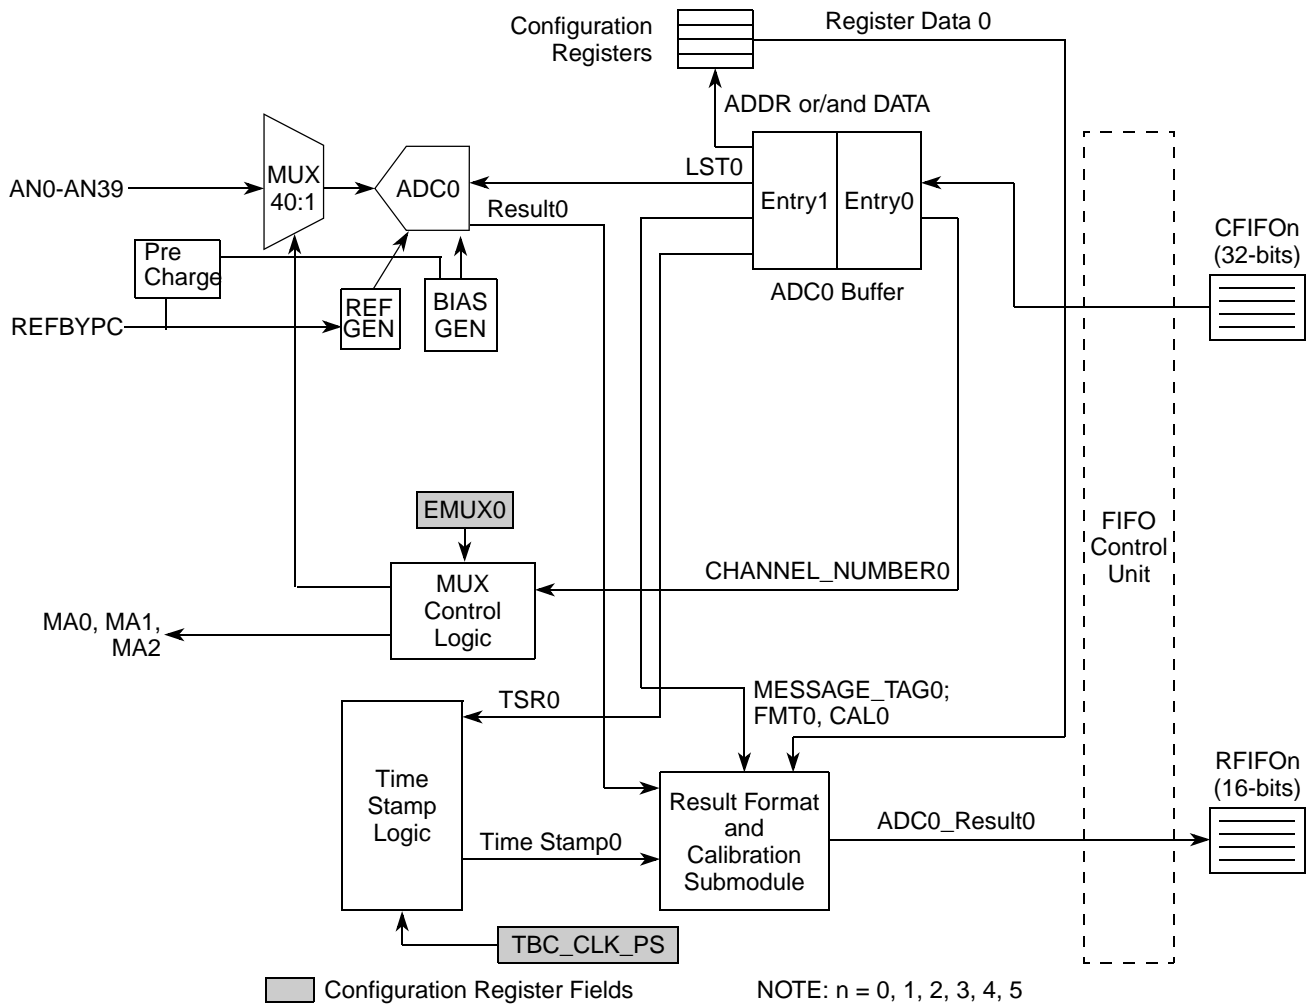 Configuration
Registers
Register Data 0
ADDR or/and DATA
AN0-AN39
MUX
40:1
ADC0
LST0
Result0
Entry1
Entry0
ADC0 Buffer
CFIFOn
(32-bits)
Pre
Charge
REFBYPC
REF
GEN
BIAS
GEN
EMUX0
FIFO
Control
Unit
MUX
Control
Logic
CHANNEL_NUMBER0
MA0, MA1,
MA2
TSR0
MESSAGE_TAG0;
FMT0, CAL0
Time
Stamp
Logic
Time Stamp0
Result Format
and
Calibration
Submodule
ADC0_Result0
RFIFOn
(16-bits)
TBC_CLK_PS
Configuration Register Fields
NOTE: n = 0, 1, 2, 3, 4, 5